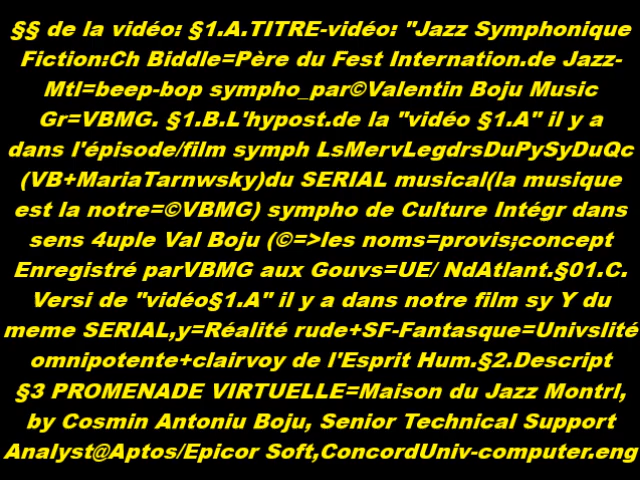 §§ de la vidéo: §1.A.TITRE-vidéo: "Jazz Symphonique
Fiction:Ch Biddle=Père du Fest Internation.de Jazz-
Mtl=beep-bop sympho_par©Valentin Boju Music
Gr=VBMG. §1.B.L'hypost.de la "vidéo §1.A" il y a
dans l'épisode/film symph LsMervLegdrsDuPySyDuQc
(VB+MariaTarnwsky)du SERIAL musical(la musique
est la notre=©VBMG) sympho de Culture Intégr dans
sens 4uple Val Boju (©=>les noms=provis;concept
Enregistré parVBMG aux Gouvs=UE/ NdAtlant.§01.C.
Versi de "vidéo§1.A" il y a dans notre film sy Y du
meme SERIAL,y=Réalité rude+SF-Fantasque=Univslité
omnipotente+clairvoy de l'Esprit Hum.§2.Descript
§3 PROMENADE VIRTUELLE=Maison du Jazz Montrl,
by Cosmin Antoniu Boju, Senior Technical Support
Analyst@Aptos/Epicor Soft,ConcordUniv-computer.eng